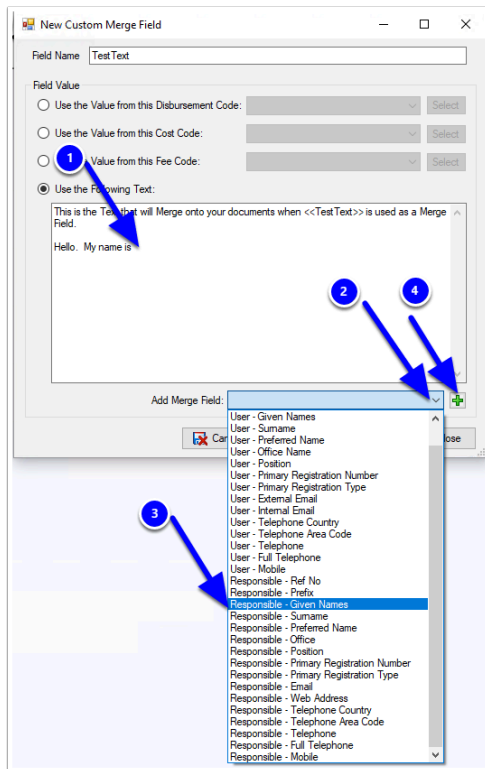 New Custom Merge Field
Field Name TestText
Field Value
Use the Value from this Disbursement Code: Select
Use the Value from this Cost Code: Select
1 Value from this Fee Code: Select
Use the Following Text:
This is the Text that will Merge onto your documents when <<TestText>> is used as a Merge
Field.
Hello. My name is
2 4
Add Merge Field:
User - Given Names
User - Surname
User - Preferred Name
User - Office Name
User - Position
User - Primary Registration Number
User - Primary Registration Type
User - External Email
User - Internal Email
3
User - Telephone Country
User - Telephone Area Code
User - Telephone
User - Full Telephone
User - Mobile
Responsible - Ref No
Responsible - Prefix
Responsible - Given Names
Responsible - Surname
Responsible - Preferred Name
Responsible - Office
Responsible - Position
Responsible - Primary Registration Number
Responsible - Primary Registration Type
Responsible - Email
Responsible - Web Address
Responsible - Telephone Country
Responsible - Telephone Area Code
Responsible - Telephone
Responsible - Full Telephone
Responsible - Mobile